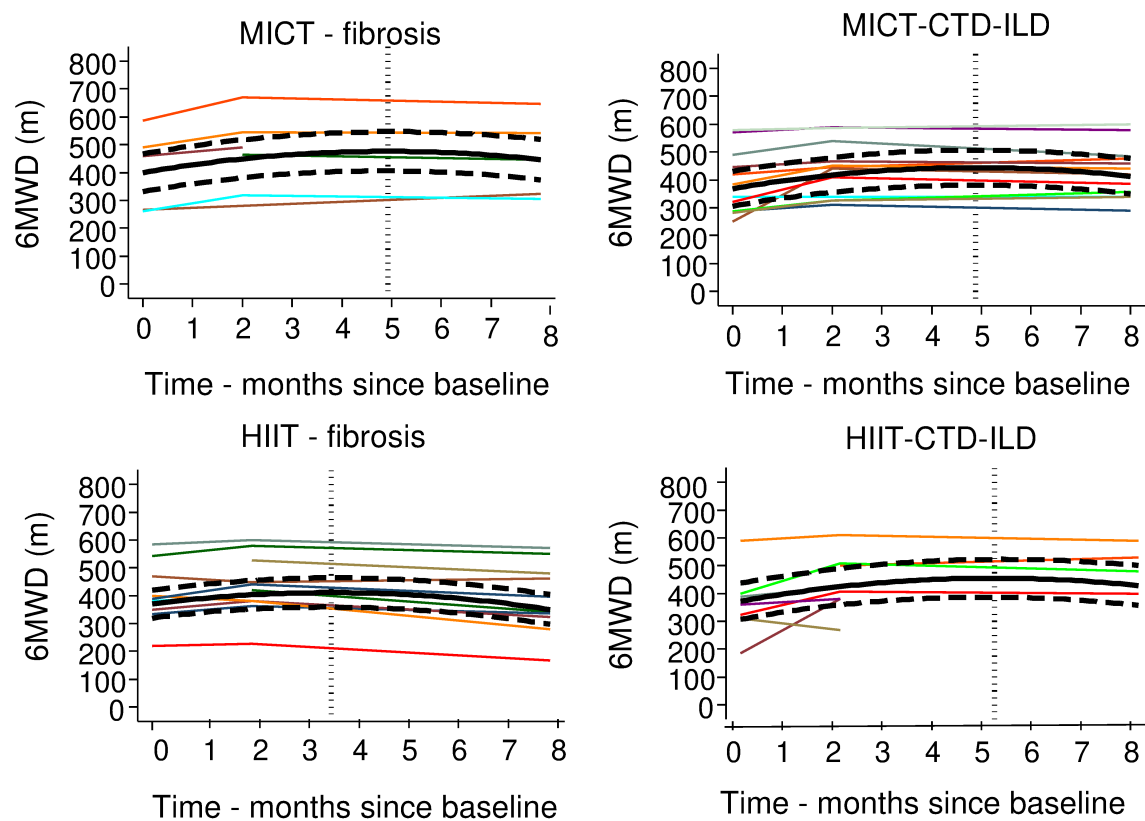 MICT - fibrosis
800
700
600
500
400
300
200
100
0
6MWD (m)
0 1 2 3 4 5 6 7 8
Time - months since baseline
MICT-CTD-ILD
800
700
600
500
400
300
200
100
0
6MWD (m)
0 1 2 3 4 5 6 7 8
Time - months since baseline
HIIT - fibrosis
800
700
600
500
400
300
200
100
0
6MWD (m)
0 1 2 3 4 5 6 7 8
Time - months since baseline
HIIT-CTD-ILD
800
700
600
500
400
300
200
100
0
6MWD (m)
0 1 2 3 4 5 6 7 8
Time - months since baseline